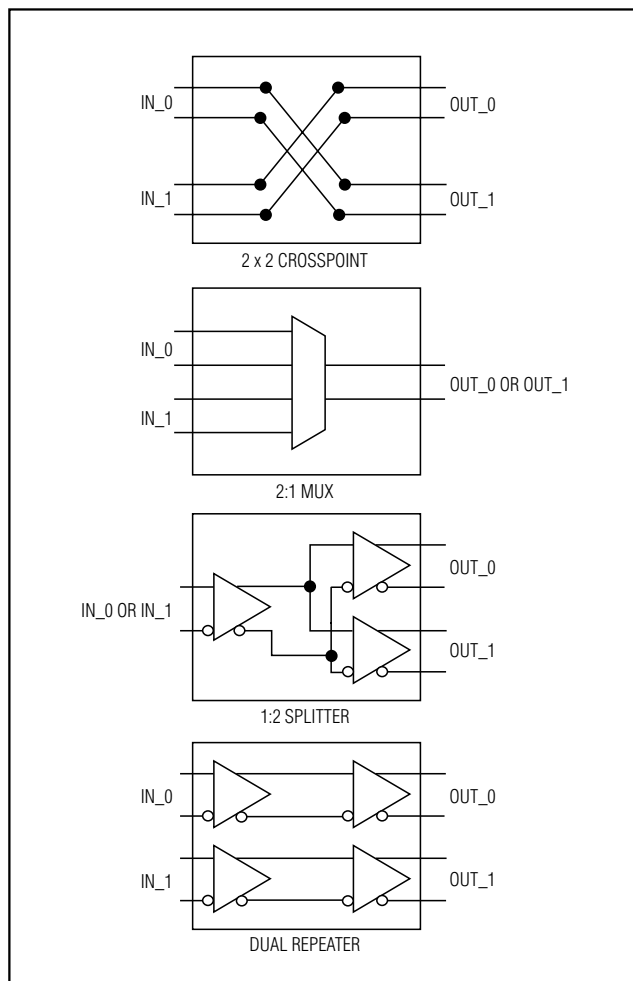 IN_0
OUT_0
IN_1
OUT_1
2 x 2 CROSSPOINT
IN_0
OUT_0 OR OUT_1
IN_1
2:1 MUX
OUT_0
IN_0 OR IN_1
OUT_1
1:2 SPLITTER
IN_0
OUT_0
IN_1
OUT_1
DUAL REPEATER